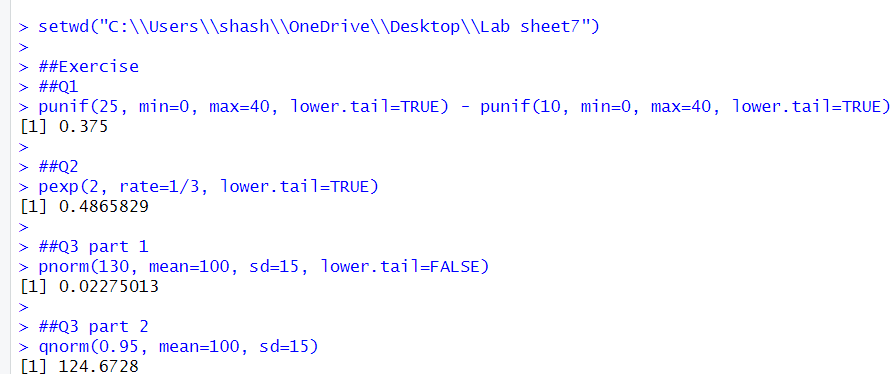 > setwd("C:\\Users\\shash\\OneDrive\\Desktop\\Lab sheet7")
>
> ##Exercise
> ##Q1
> punif(25, min=0, max=40, lower.tail=TRUE) - punif(10, min=0, max=40, lower.tail=TRUE)
[1] 0.375
>
> ##Q2
> pexp(2, rate=1/3, lower.tail=TRUE)
[1] 0.4865829
>
> ##Q3 part 1
> pnorm(130, mean=100, sd=15, lower.tail=FALSE)
[1] 0.02275013
>
> ##Q3 part 2
> qnorm(0.95, mean=100, sd=15)
[1] 124.6728